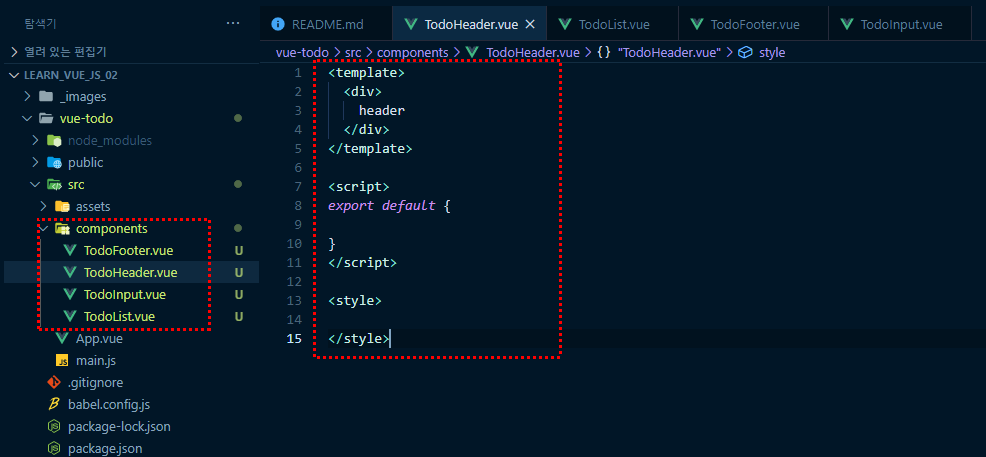 탐색기 ···
열려 있는 편집기
LEARN_VUE_JS_02
_images
vue-todo
node_modules
public
src
assets
components
TodoFooter.vue U
TodoHeader.vue U
TodoInput.vue U
TodoList.vue U
App.vue
JS main.js
.gitignore
babel.config.js
package-lock.json
package.json
README.md TodoHeader.vue TodoList.vue TodoFooter.vue TodoInput.vue
vue-todo > src > components > TodoHeader.vue > {} "TodoHeader.vue" > style
1 <template>
2 <div>
3 header
4 </div>
5 </template>
6
7 <script>
8 export default {
9
10 }
11 </script>
12
13 <style>
14
15 </style>